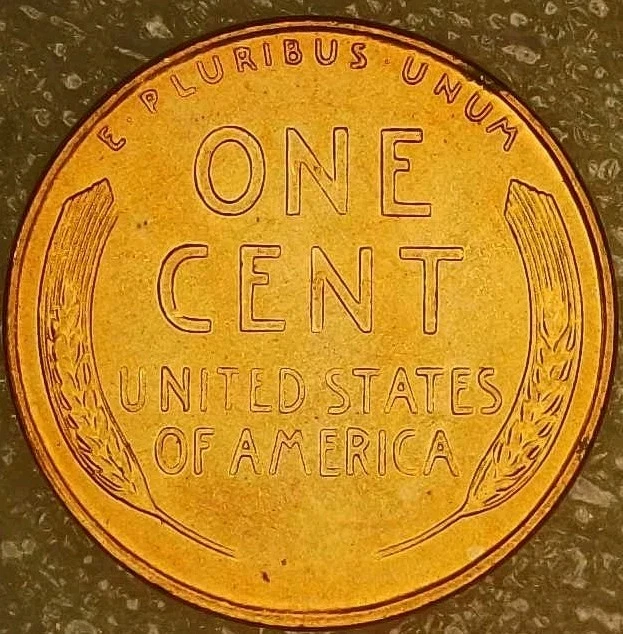 E · PLURIBUS UNUM
ONE
CENT
UNITED STATES
OF AMERICA